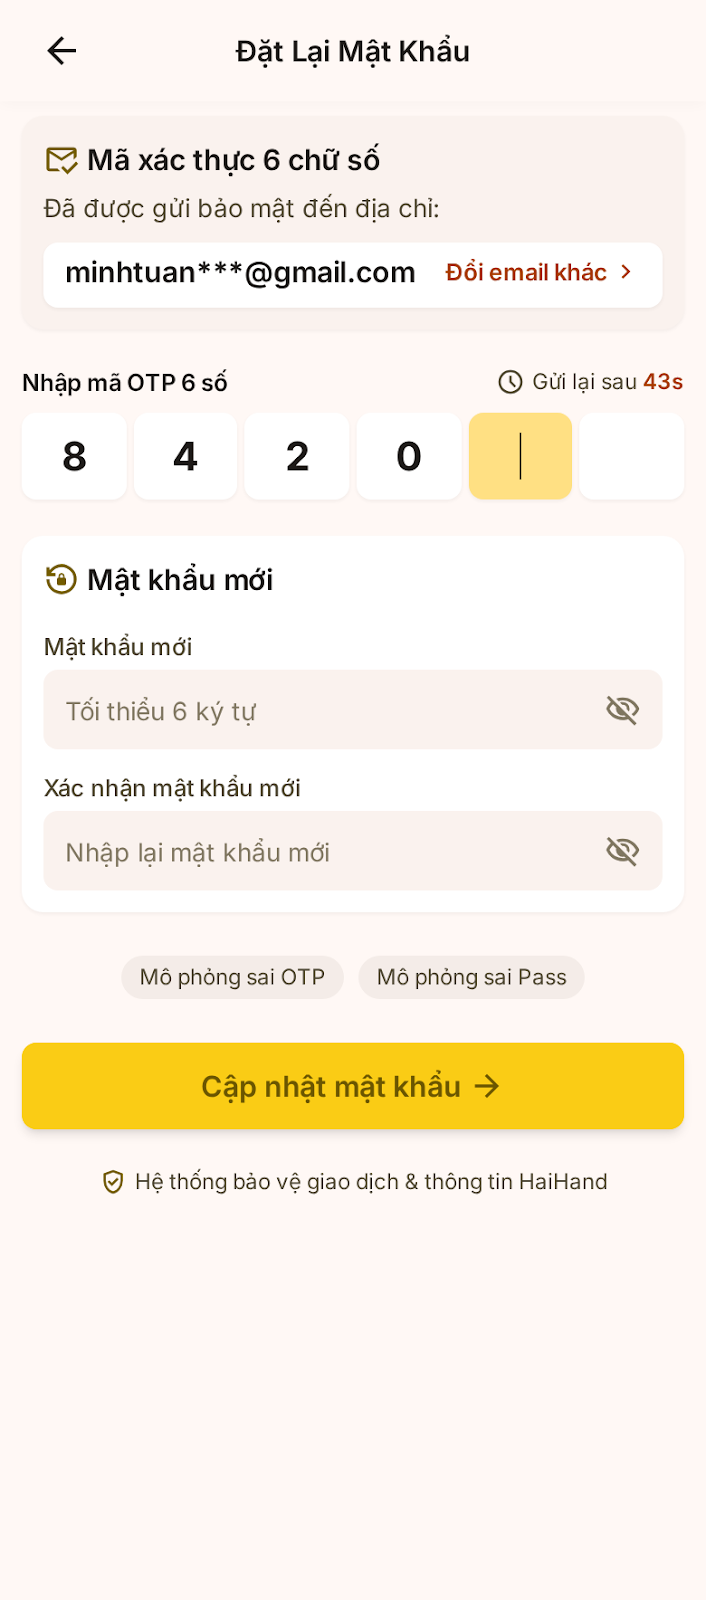 Đặt Lại Mật Khẩu
Mã xác thực 6 chữ số
Đã được gửi bảo mật đến địa chỉ:
minhtuan***@gmail.com Đổi email khác
Nhập mã OTP 6 số Gửi lại sau 43s
8 4 2 0
Mật khẩu mới
Mật khẩu mới
Tối thiểu 6 ký tự
Xác nhận mật khẩu mới
Nhập lại mật khẩu mới
Mô phỏng sai OTP Mô phỏng sai Pass
Cập nhật mật khẩu →
Hệ thống bảo vệ giao dịch & thông tin HaiHand